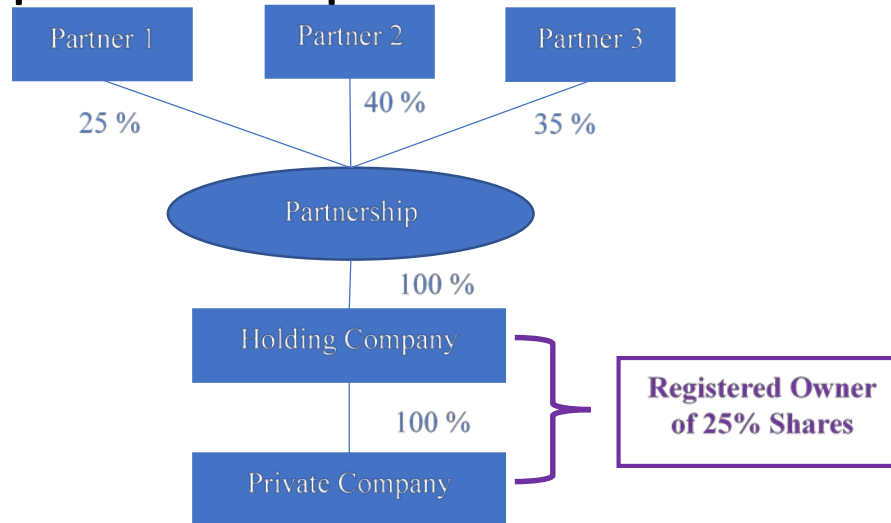 Partner 1
Partner 2
Partner 3
25 %
40 %
35 %
Partnership
100 %
Holding Company
Registered Owner
of 25% Shares
100 %
Private Company